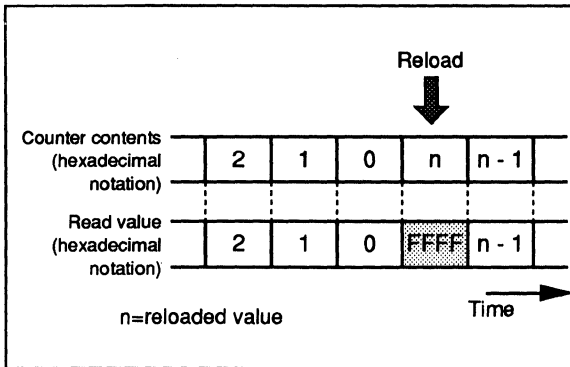 Reload
Counter contents
(hexadecimal
notation)
2 1 0 n n - 1
Read value
(hexadecimal
notation)
2 1 0 FFFF n - 1
n=reloaded value
Time